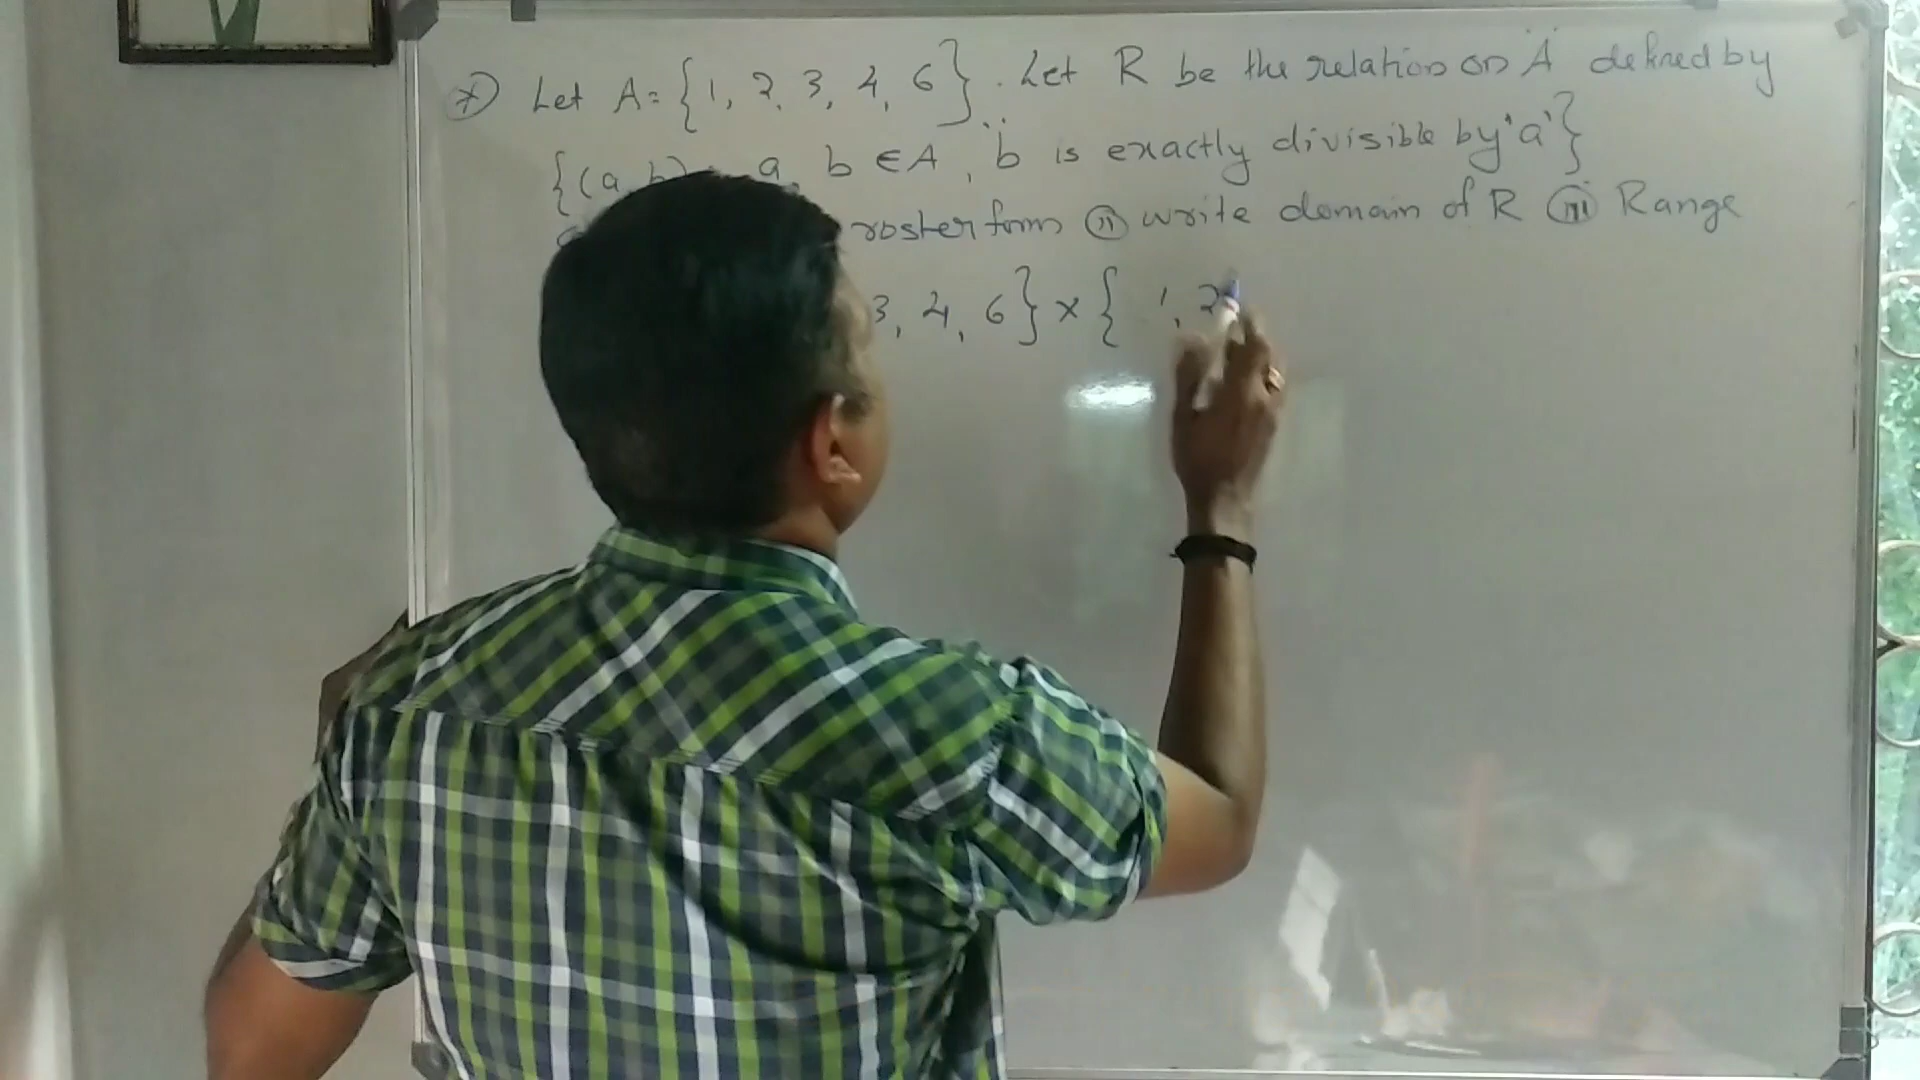 * Let A = {1, 2, 3, 4, 6}. Let R be the relation on A defined by
{(a, b) : a, b ∈ A, b is exactly divisible by 'a'}
roster form (ii) write domain of R (iii) Range
3, 4, 6} × { 1, 2